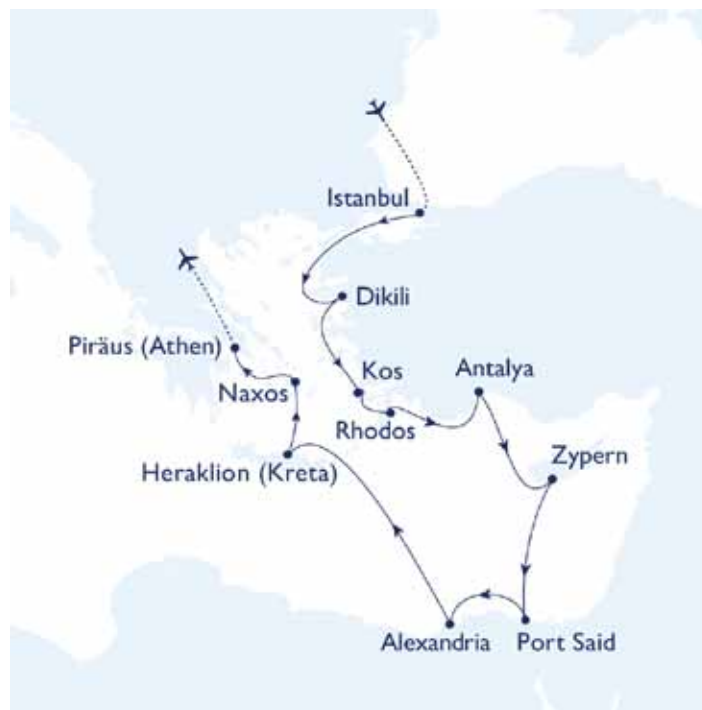 Istanbul
Dikili
Piräus (Athen)
Kos
Antalya
Naxos
Rhodos
Zypern
Heraklion (Kreta)
Alexandria
Port Said